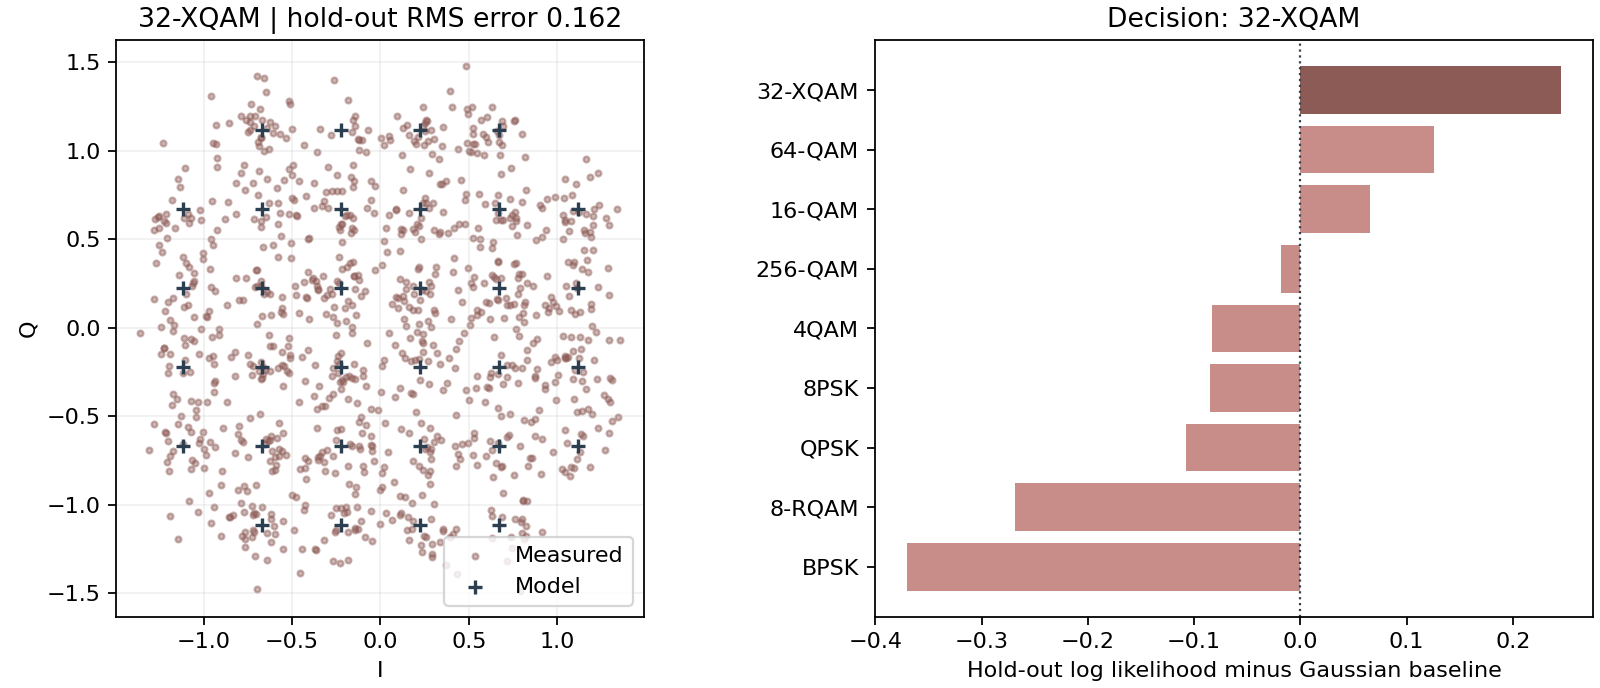 32-XQAM | hold-out RMS error 0.162
1.5
1.0
0.5
0.0
−0.5
−1.0
−1.5
Q
−1.0
−0.5
0.0
0.5
1.0
I
Measured
Model
Decision: 32-XQAM
32-XQAM
64-QAM
16-QAM
256-QAM
4QAM
8PSK
QPSK
8-RQAM
BPSK
−0.4
−0.3
−0.2
−0.1
0.0
0.1
0.2
Hold-out log likelihood minus Gaussian baseline